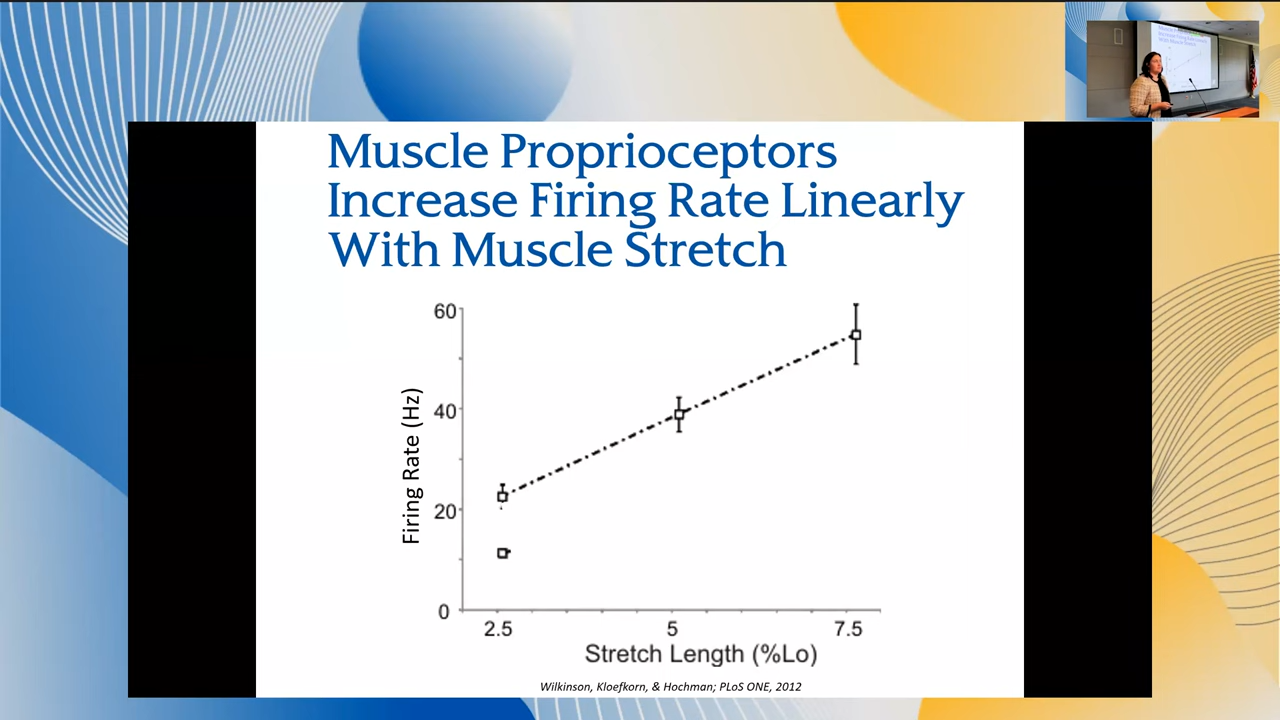 Muscle Proprioceptors
Increase Firing Rate Linearly
With Muscle Stretch
60
40
20
0
Firing Rate (Hz)
2.5
5
7.5
Stretch Length (%Lo)
Wilkinson, Kloefkorn, & Hochman; PLoS ONE, 2012